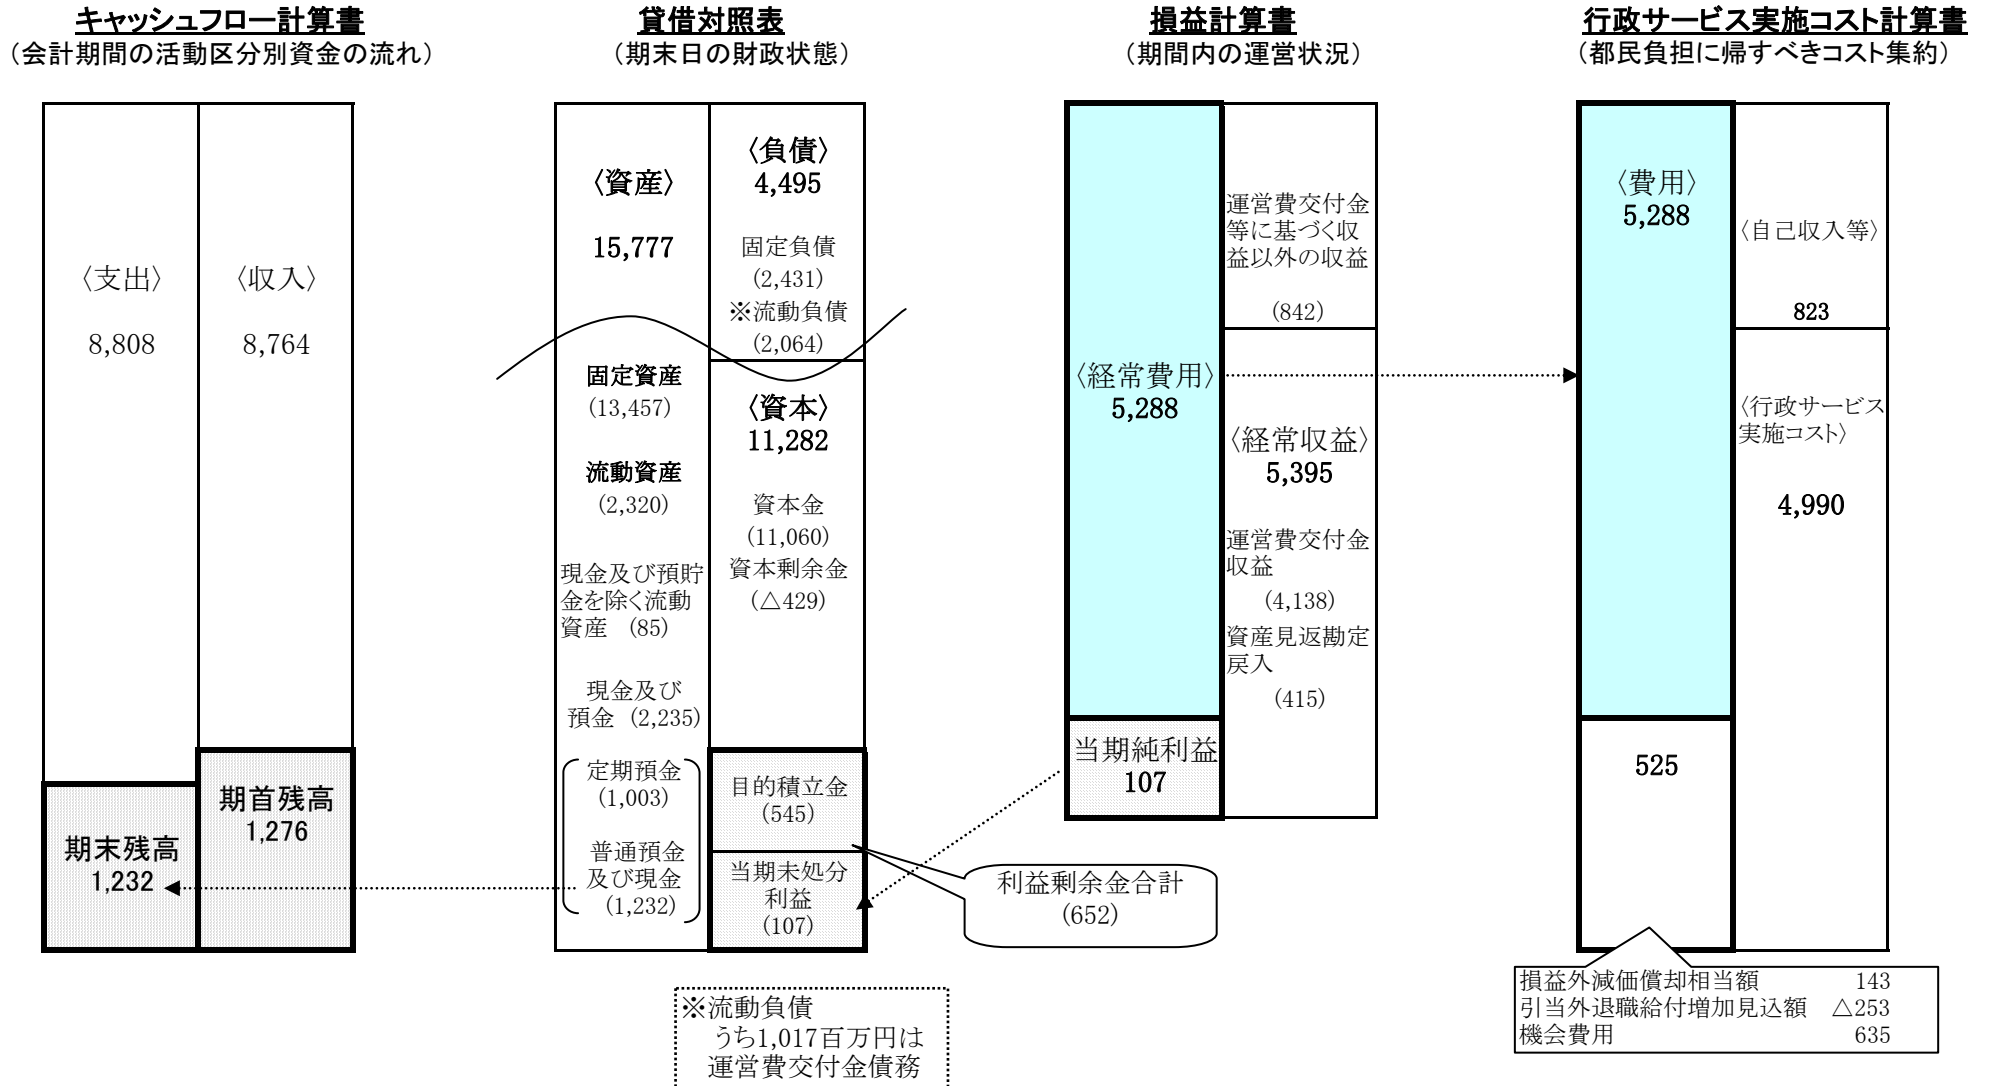 キャッシュフロー計算書
（会計期間の活動区分別資金の流れ）
〈支出〉
8,808
〈収入〉
8,764
期首残高
1,276
期末残高
1,232
貸借対照表
（期末日の財政状態）
〈資産〉
15,777
固定資産
(13,457)
流動資産
(2,320)
現金及び預貯
金を除く流動
資産 (85)
現金及び
預金 (2,235)
定期預金
(1,003)
普通預金
及び現金
(1,232)
〈負債〉
4,495
固定負債
(2,431)
※流動負債
(2,064)
〈資本〉
11,282
資本金
(11,060)
資本剰余金
(△429)
目的積立金
(545)
当期未処分
利益
(107)
利益剰余金合計
(652)
※流動負債
うち1,017百万円は
運営費交付金債務
損益計算書
（期間内の運営状況）
〈経常費用〉
5,288
当期純利益
107
運営費交付金
等に基づく収
益以外の収益
(842)
〈経常収益〉
5,395
運営費交付金
収益
(4,138)
資産見返勘定
戻入
(415)
行政サービス実施コスト計算書
（都民負担に帰すべきコスト集約）
〈費用〉
5,288
525
〈自己収入等〉
823
〈行政サービス
実施コスト〉
4,990
損益外減価償却相当額 143
引当外退職給付増加見込額 △253
機会費用 635